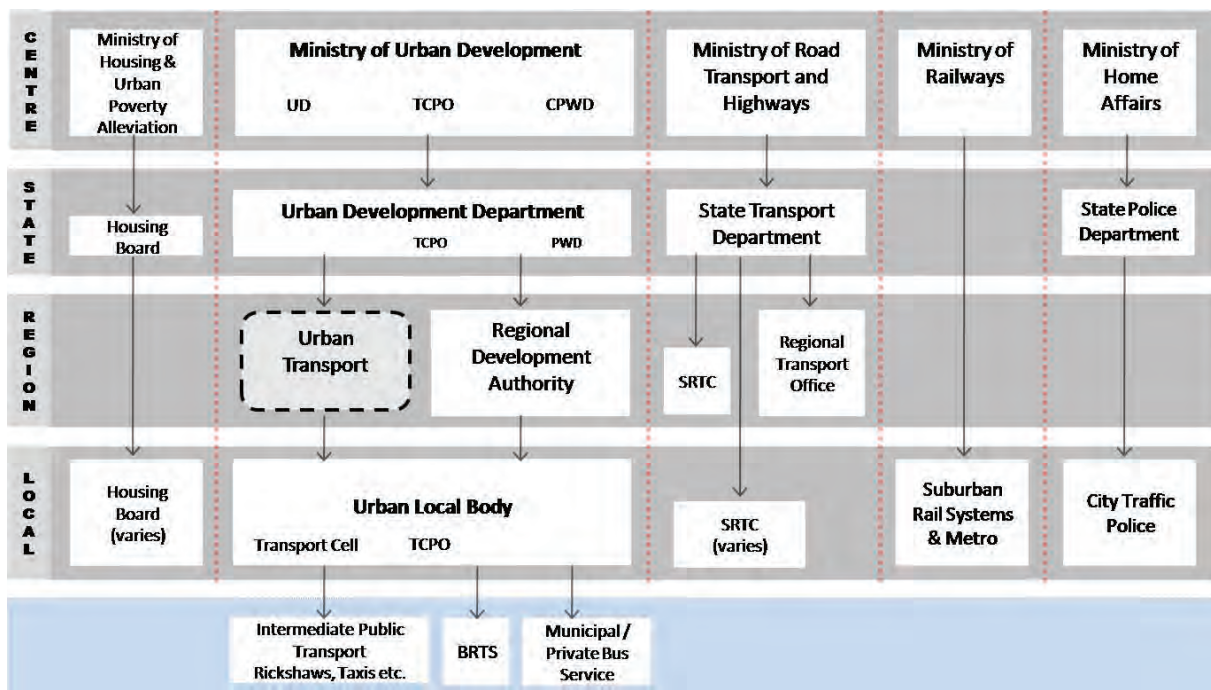 CENTRE
Ministry of
Housing &
Urban
Poverty
Alleviation
Ministry of Urban Development
UD TCPO CPWD
Ministry of Road
Transport and
Highways
Ministry of
Railways
Ministry of
Home
Affairs
STATE
Housing
Board
Urban Development Department
TCPO PWD
State Transport
Department
State Police
Department
REGION
Urban
Transport
Regional
Development
Authority
SRTC
Regional
Transport
Office
LOCAL
Housing
Board
(varies)
Urban Local Body
Transport Cell TCPO
SRTC
(varies)
Suburban
Rail Systems
& Metro
City Traffic
Police
Intermediate Public
Transport
Rickshaws, Taxis etc.
BRTS
Municipal /
Private Bus
Service